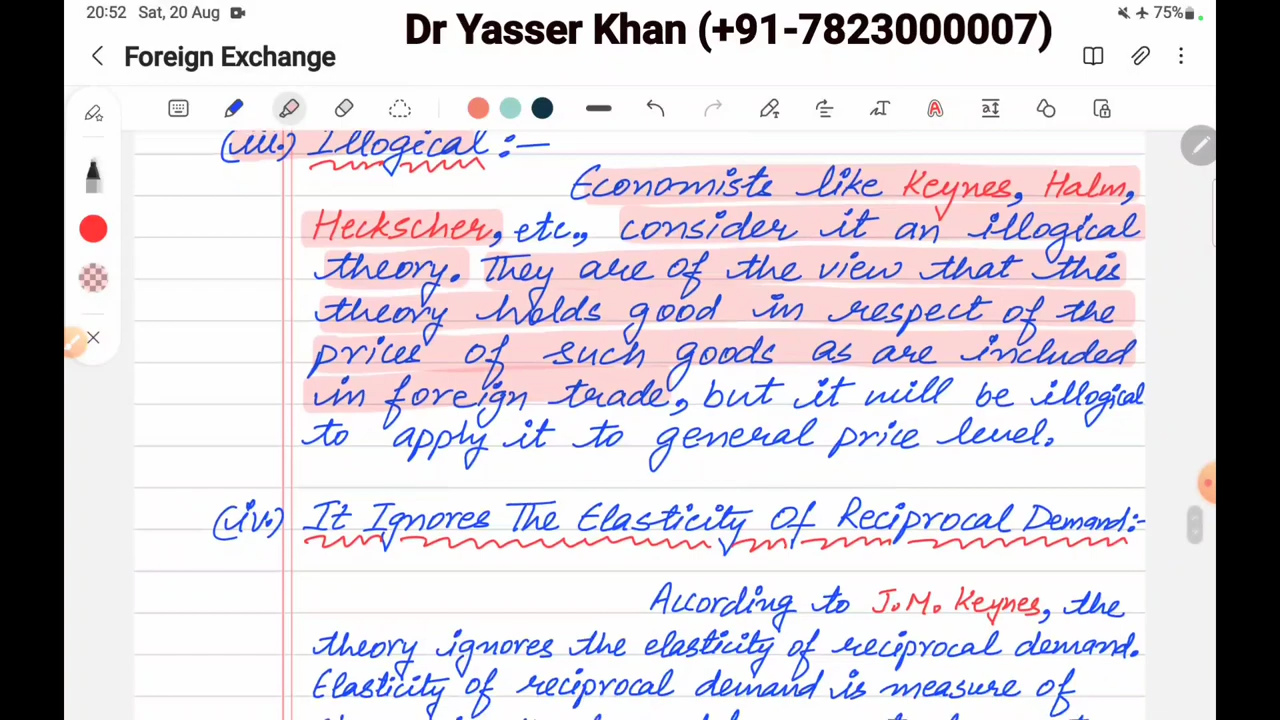 20:52 Sat, 20 Aug
75%
Dr Yasser Khan (+91-7823000007)
Foreign Exchange
(iii.) Illogical :-
Economists like Keynes, Halm,
Heckscher, etc., consider it an illogical
theory. They are of the view that this
theory holds good in respect of the
prices of such goods as are included
in foreign trade, but it will be illogical
to apply it to general price level.
(iv.) It Ignores The Elasticity Of Reciprocal Demand:-
According to J.M. Keynes, the
theory ignores the elasticity of reciprocal demand.
Elasticity of reciprocal demand is measure of